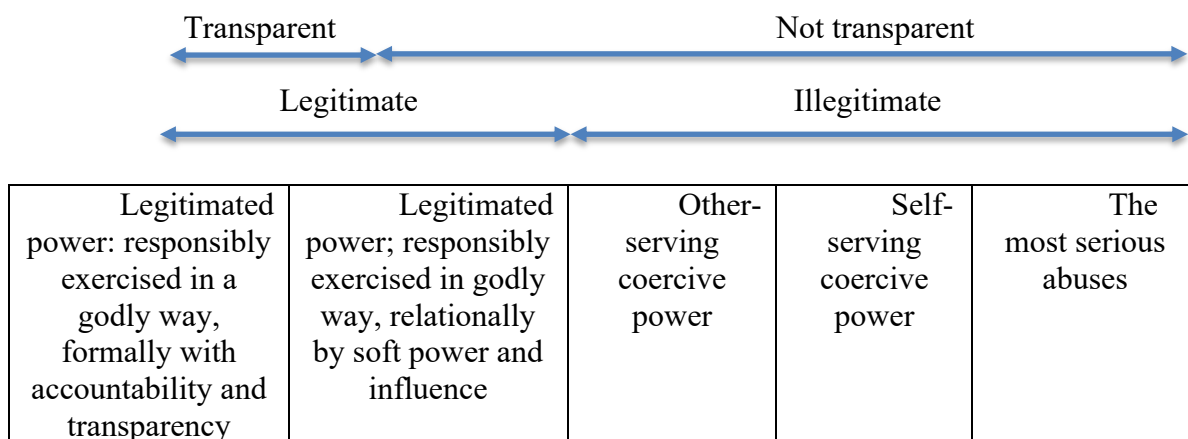 Transparent
Not transparent
Legitimate
Illegitimate
Legitimated
power: responsibly
exercised in a
godly way,
formally with
accountability and
transparency
Legitimated
power; responsibly
exercised in godly
way, relationally
by soft power and
influence
Other-
serving
coercive
power
Self-
serving
coercive
power
The
most serious
abuses